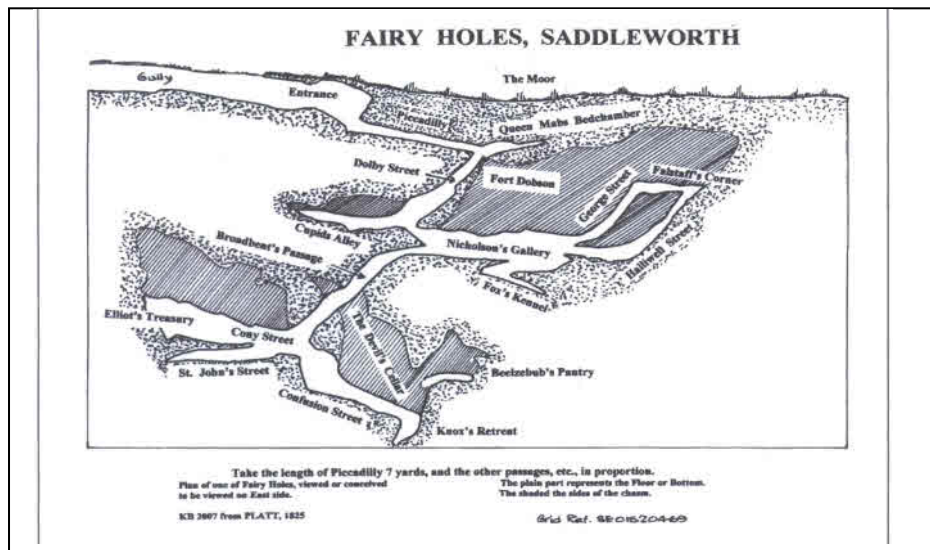 FAIRY HOLES, SADDLEWORTH
Gully
The Moor
Entrance
Piccadilly
Queen Mabs Bedchamber
Dolby Street
Fort Dobson
George Street
Falstaff's Corner
Cupids Alley
Nicholson's Gallery
Halliwell Street
Broadbent's Passage
Fox's Kennel
Elliot's Treasury
Cony Street
The Devil's Celar
St. John's Street
Beelzebub's Pantry
Confusion Street
Knox's Retreat
Take the length of Piccadilly 7 yards, and the other passages, etc., in proportion.
Plan of one of Fairy Holes, viewed or conceived
to be viewed on East side.
The plain part represents the Floor or Bottom.
The shaded the sides of the chasm.
KB 2007 from PLATT, 1825
Grid Ref. SE01520469